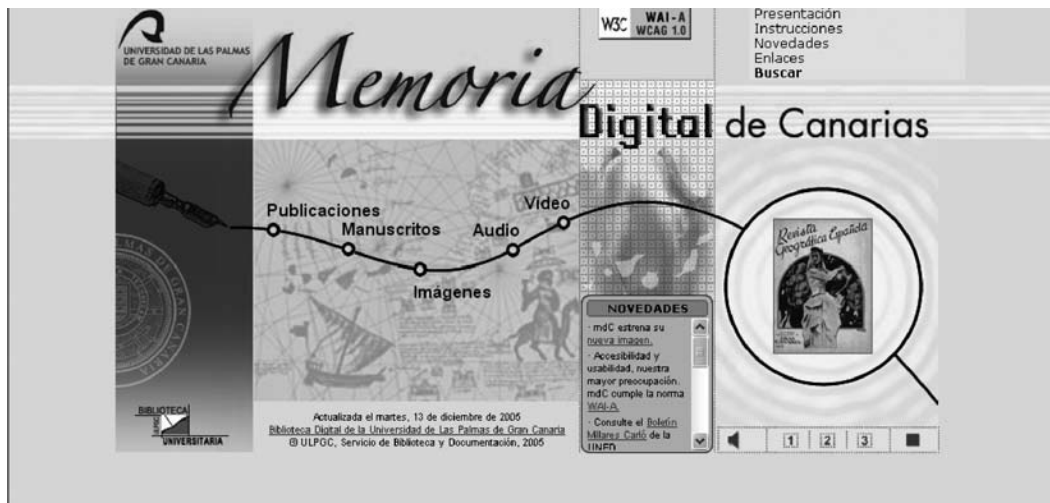 UNIVERSIDAD DE LAS PALMAS
DE GRAN CANARIA
Memoria
Digital de Canarias
W3C WAI-A
WCAG 1.0
Presentación
Instrucciones
Novedades
Enlaces
Buscar
Publicaciones
Manuscritos
Imágenes
Audio
Vídeo
Revista
Geográfica Española
NOVEDADES
· mdC estrena su
nueva imagen.
· Accesibilidad y
usabilidad, nuestra
mayor preocupación.
mdC cumple la norma
WAI-A.
· Consulte el Boletín
Millares Carló de la
UNED
BIBLIOTECA
UNIVERSITARIA
Actualizada el martes, 13 de diciembre de 2005
Biblioteca Digital de la Universidad de Las Palmas de Gran Canaria
© ULPGC, Servicio de Biblioteca y Documentación, 2005
1 2 3